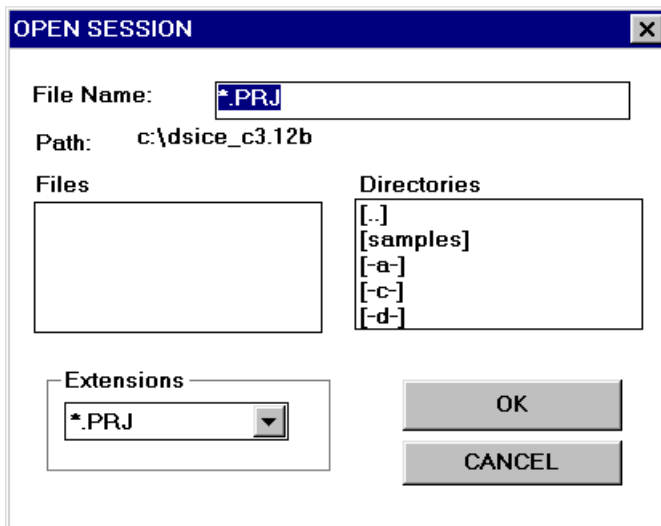 OPEN SESSION
File Name:
*.PRJ
Path:
c:\dsice_c3.12b
Files
Directories
[..]
[samples]
[-a-]
[-c-]
[-d-]
Extensions
*.PRJ
OK
CANCEL